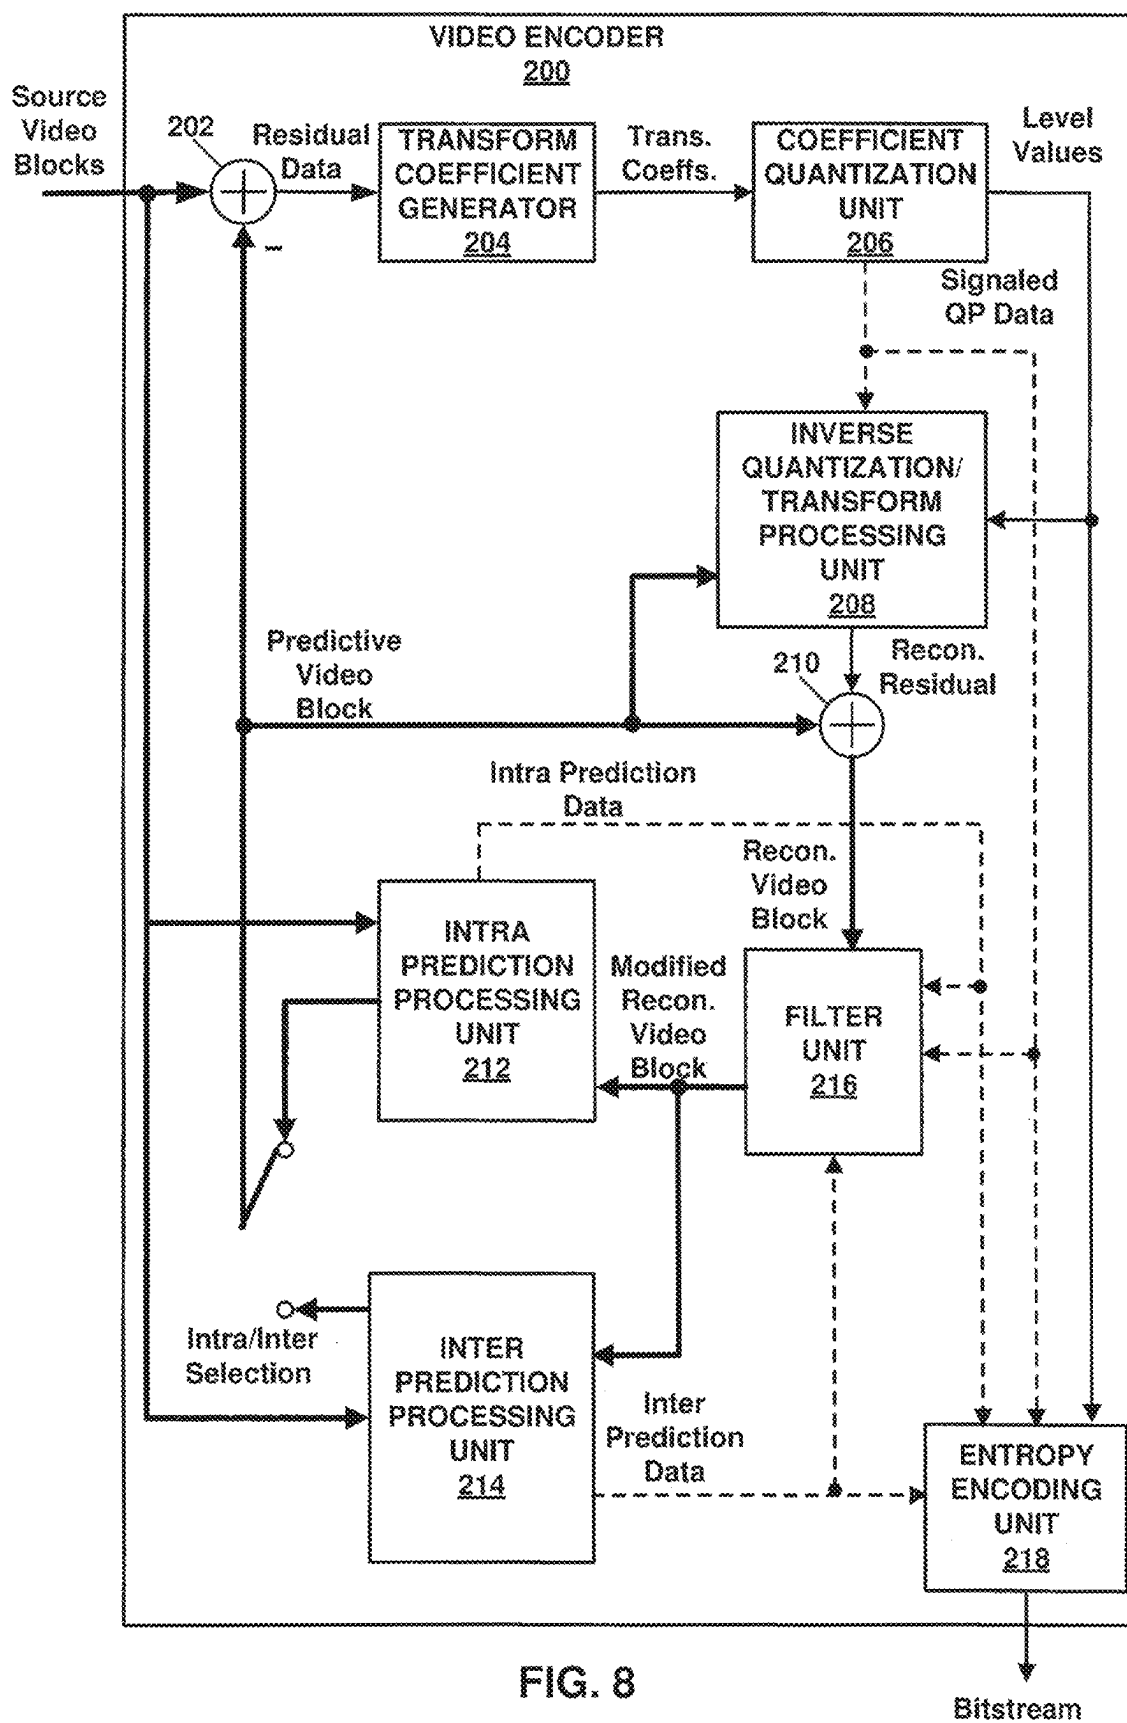 VIDEO ENCODER
200
Source
Video
Blocks
202
Residual
Data
TRANSFORM
COEFFICIENT
GENERATOR
204
Trans.
Coeffs.
COEFFICIENT
QUANTIZATION
UNIT
206
Level
Values
–
Signaled
QP Data
INVERSE
QUANTIZATION/
TRANSFORM
PROCESSING
UNIT
208
Predictive
Video
Block
210
Recon.
Residual
Intra Prediction
Data
Recon.
Video
Block
INTRA
PREDICTION
PROCESSING
UNIT
212
Modified
Recon.
Video
Block
FILTER
UNIT
216
Intra/Inter
Selection
INTER
PREDICTION
PROCESSING
UNIT
214
Inter
Prediction
Data
ENTROPY
ENCODING
UNIT
218
FIG. 8
Bitstream